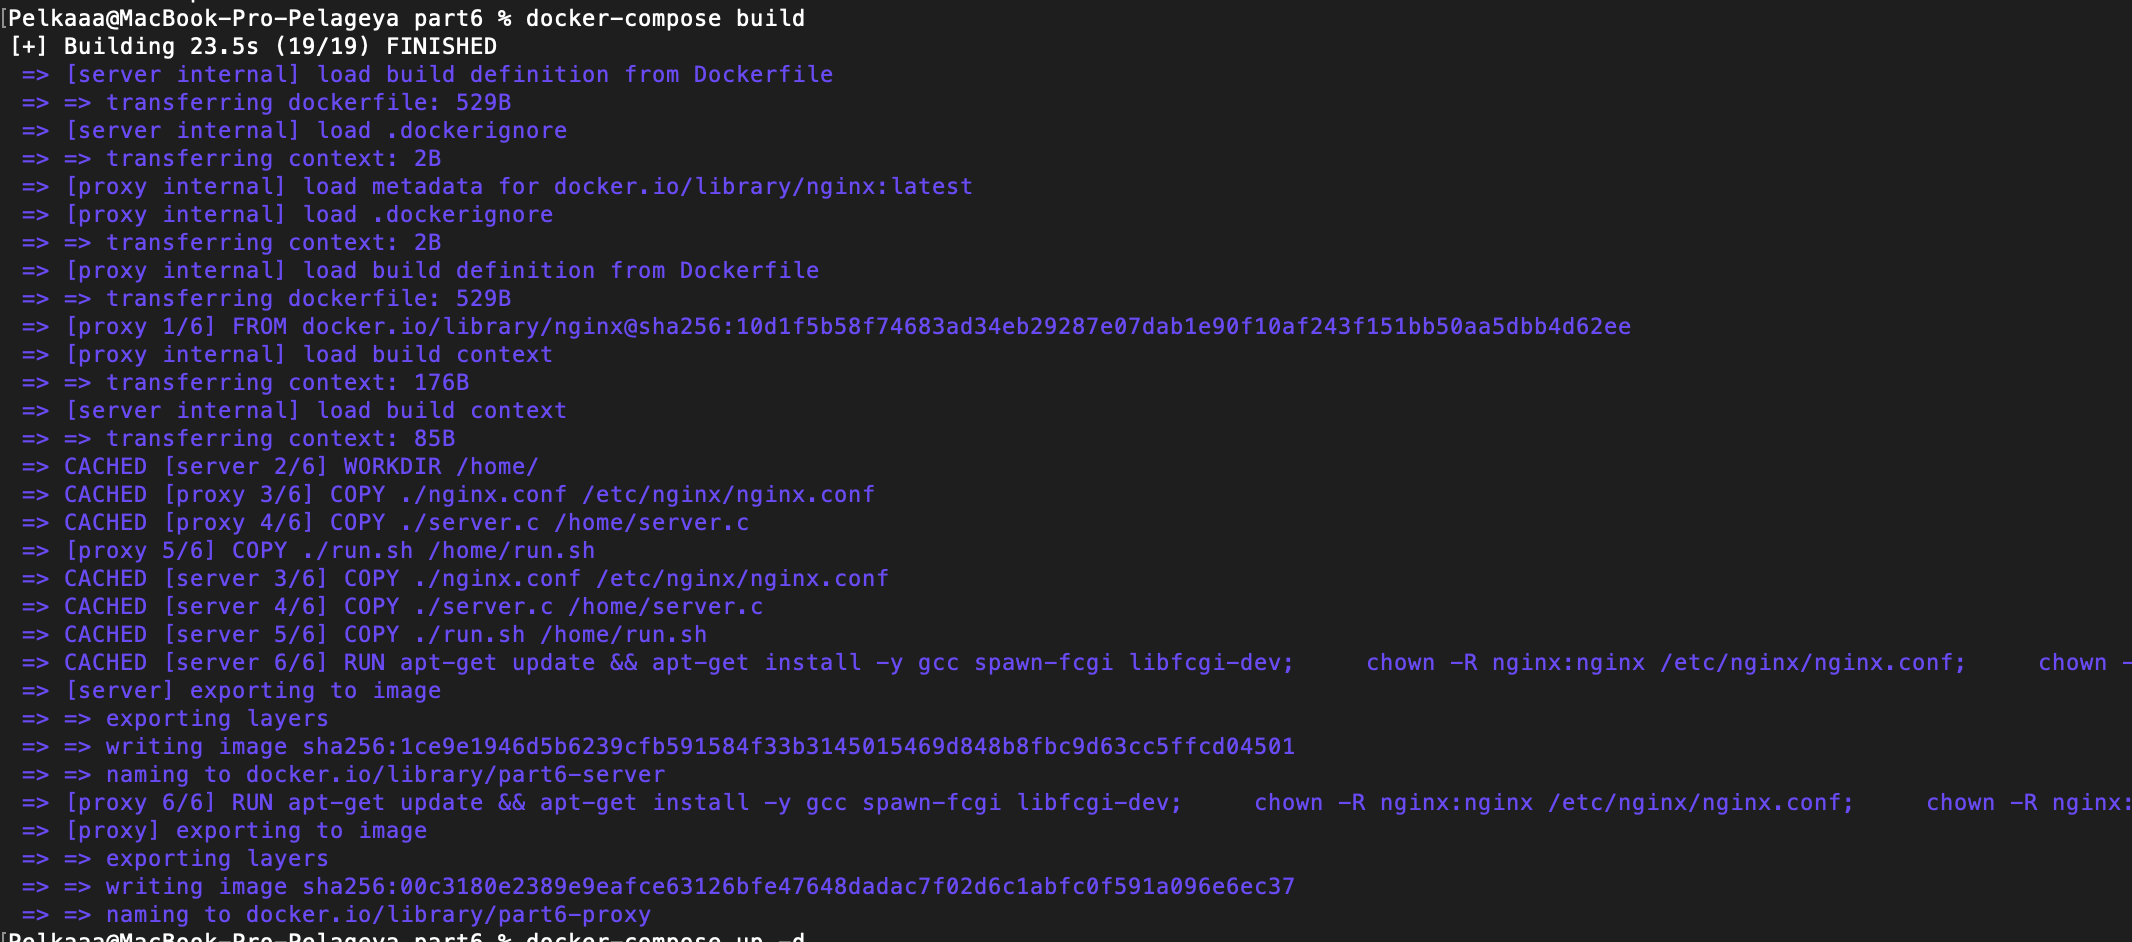 [Pelkaaa@MacBook-Pro-Pelageya part6 % docker-compose build
[+] Building 23.5s (19/19) FINISHED
=> [server internal] load build definition from Dockerfile
=> => transferring dockerfile: 529B
=> [server internal] load .dockerignore
=> => transferring context: 2B
=> [proxy internal] load metadata for docker.io/library/nginx:latest
=> [proxy internal] load .dockerignore
=> => transferring context: 2B
=> [proxy internal] load build definition from Dockerfile
=> => transferring dockerfile: 529B
=> [proxy 1/6] FROM docker.io/library/nginx@sha256:10d1f5b58f74683ad34eb29287e07dab1e90f10af243f151bb50aa5dbb4d62ee
=> [proxy internal] load build context
=> => transferring context: 176B
=> [server internal] load build context
=> => transferring context: 85B
=> CACHED [server 2/6] WORKDIR /home/
=> CACHED [proxy 3/6] COPY ./nginx.conf /etc/nginx/nginx.conf
=> CACHED [proxy 4/6] COPY ./server.c /home/server.c
=> [proxy 5/6] COPY ./run.sh /home/run.sh
=> CACHED [server 3/6] COPY ./nginx.conf /etc/nginx/nginx.conf
=> CACHED [server 4/6] COPY ./server.c /home/server.c
=> CACHED [server 5/6] COPY ./run.sh /home/run.sh
=> CACHED [server 6/6] RUN apt-get update && apt-get install -y gcc spawn-fcgi libfcgi-dev;     chown -R nginx:nginx /etc/nginx/nginx.conf;     chown -
=> [server] exporting to image
=> => exporting layers
=> => writing image sha256:1ce9e1946d5b6239cfb591584f33b3145015469d848b8fbc9d63cc5ffcd04501
=> => naming to docker.io/library/part6-server
=> [proxy 6/6] RUN apt-get update && apt-get install -y gcc spawn-fcgi libfcgi-dev;     chown -R nginx:nginx /etc/nginx/nginx.conf;     chown -R nginx:
=> [proxy] exporting to image
=> => exporting layers
=> => writing image sha256:00c3180e2389e9eafce63126bfe47648dadac7f02d6c1abfc0f591a096e6ec37
=> => naming to docker.io/library/part6-proxy
[Pelkaaa@MacBook-Pro-Pelageya part6 % docker-compose up -d